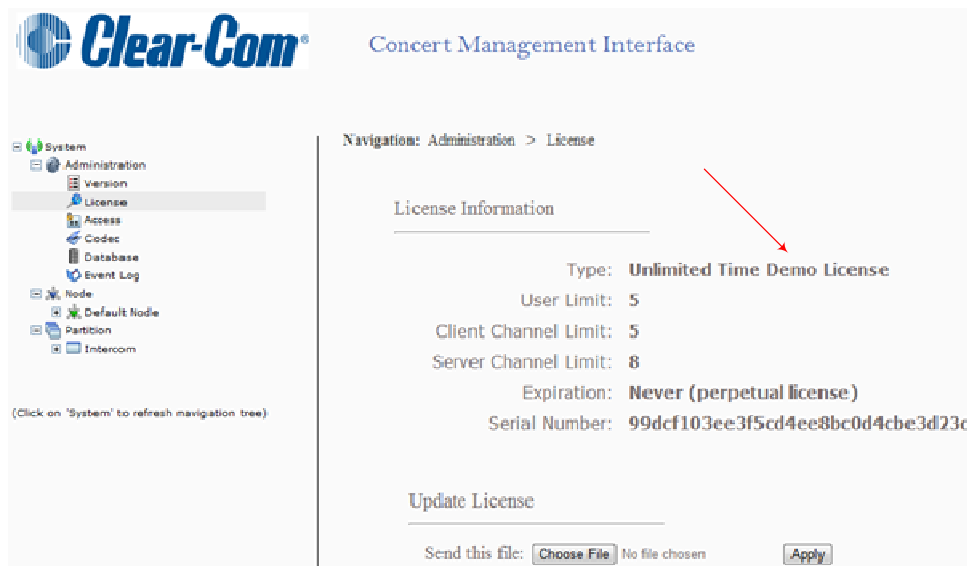 Clear-Com®
Concert Management Interface
System
Administration
Version
License
Access
Codec
Database
Event Log
Node
Default Node
Partition
Intercom
(Click on 'System' to refresh navigation tree)
Navigation: Administration > License
License Information
Type: Unlimited Time Demo License
User Limit: 5
Client Channel Limit: 5
Server Channel Limit: 8
Expiration: Never (perpetual license)
Serial Number: 99dcf103ee3f5cd4ee8bc0d4cbe3d23c
Update License
Send this file: Choose File No file chosen Apply